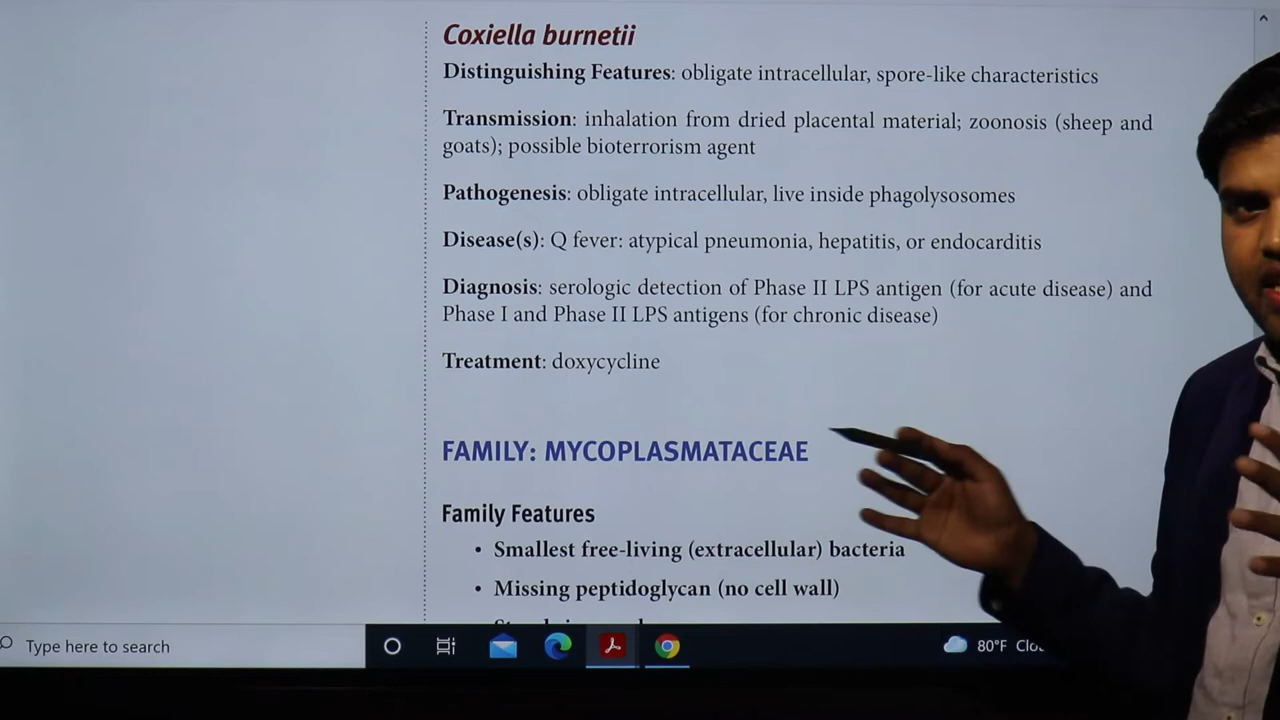 Coxiella burnetii
Distinguishing Features: obligate intracellular, spore-like characteristics
Transmission: inhalation from dried placental material; zoonosis (sheep and
goats); possible bioterrorism agent
Pathogenesis: obligate intracellular, live inside phagolysosomes
Disease(s): Q fever: atypical pneumonia, hepatitis, or endocarditis
Diagnosis: serologic detection of Phase II LPS antigen (for acute disease) and
Phase I and Phase II LPS antigens (for chronic disease)
Treatment: doxycycline
FAMILY: MYCOPLASMATACEAE
Family Features
• Smallest free-living (extracellular) bacteria
• Missing peptidoglycan (no cell wall)
Type here to search
80°F